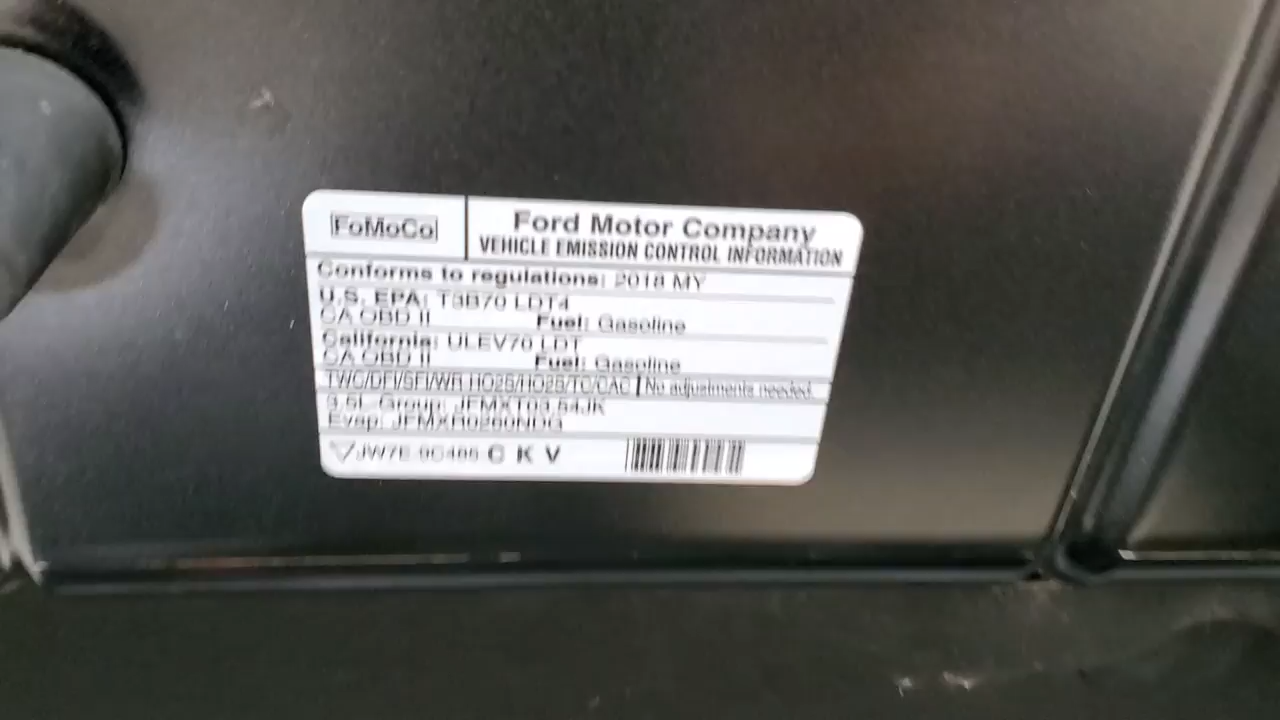 FoMoCo
Ford Motor Company
VEHICLE EMISSION CONTROL INFORMATION
Conforms to regulations: 2018 MY
U.S. EPA: T3B70 LDT4
CA OBD II Fuel: Gasoline
California: ULEV70 LDT
CA OBD II Fuel: Gasoline
TWC/DFI/SFI/WR HO2S/HO2S/TC/CAC No adjustments needed.
3.5L Group: JFMXT03.54JK
Evap:
C K V